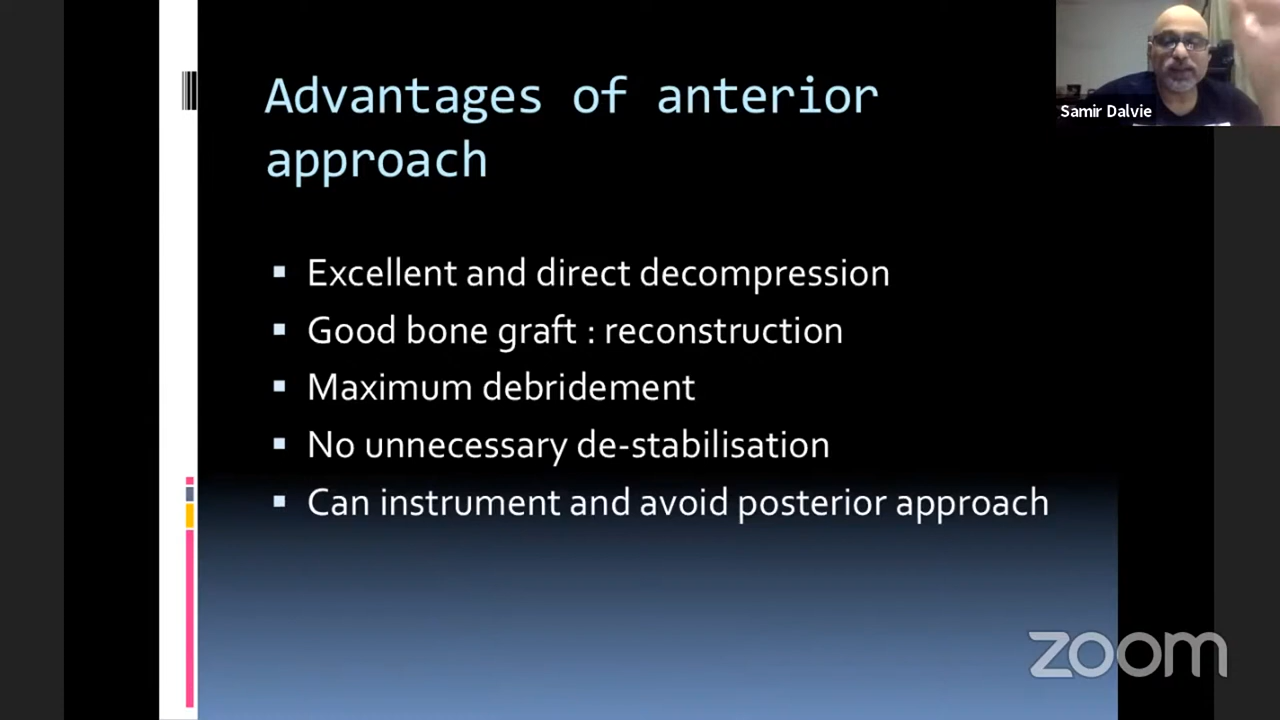 Advantages of anterior
approach
Samir Dalvie
Excellent and direct decompression
Good bone graft : reconstruction
Maximum debridement
No unnecessary de-stabilisation
Can instrument and avoid posterior approach
zoom